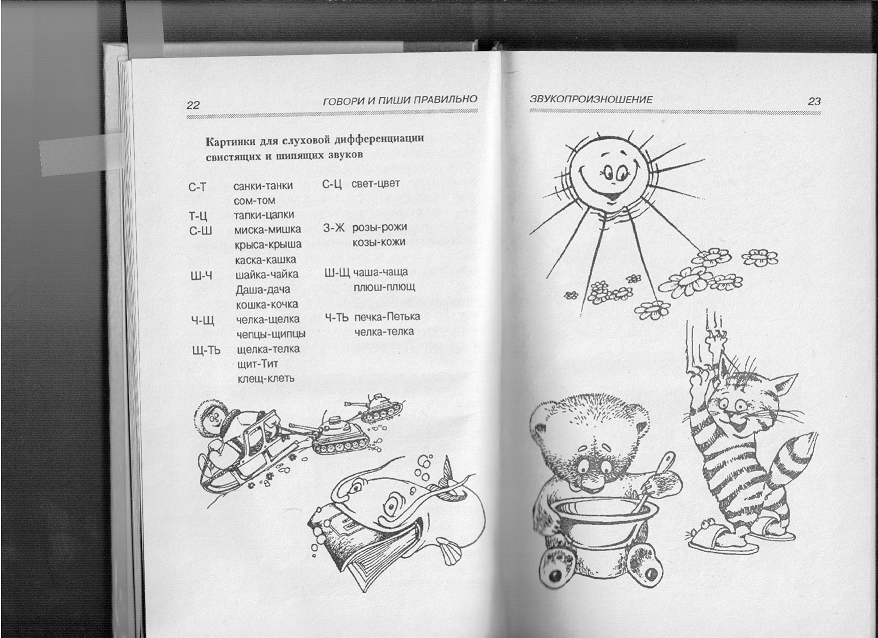 22 ГОВОРИ И ПИШИ ПРАВИЛЬНО
Картинки для слуховой дифференциации
свистящих и шипящих звуков
С-Т санки-танки С-Ц свет-цвет
сом-том
Т-Ц тапки-цапки
С-Ш миска-мишка З-Ж розы-рожи
крыса-крыша козы-кожи
каска-кашка
Ш-Ч шайка-чайка Ш-Щ чаша-чаща
Даша-дача плюш-плющ
кошка-кочка
Ч-Щ челка-щелка Ч-ТЬ печка-Петька
чепцы-щипцы челка-телка
Щ-ТЬ щелка-телка
щит-Тит
клещ-клеть
ЗВУКОПРОИЗНОШЕНИЕ 23